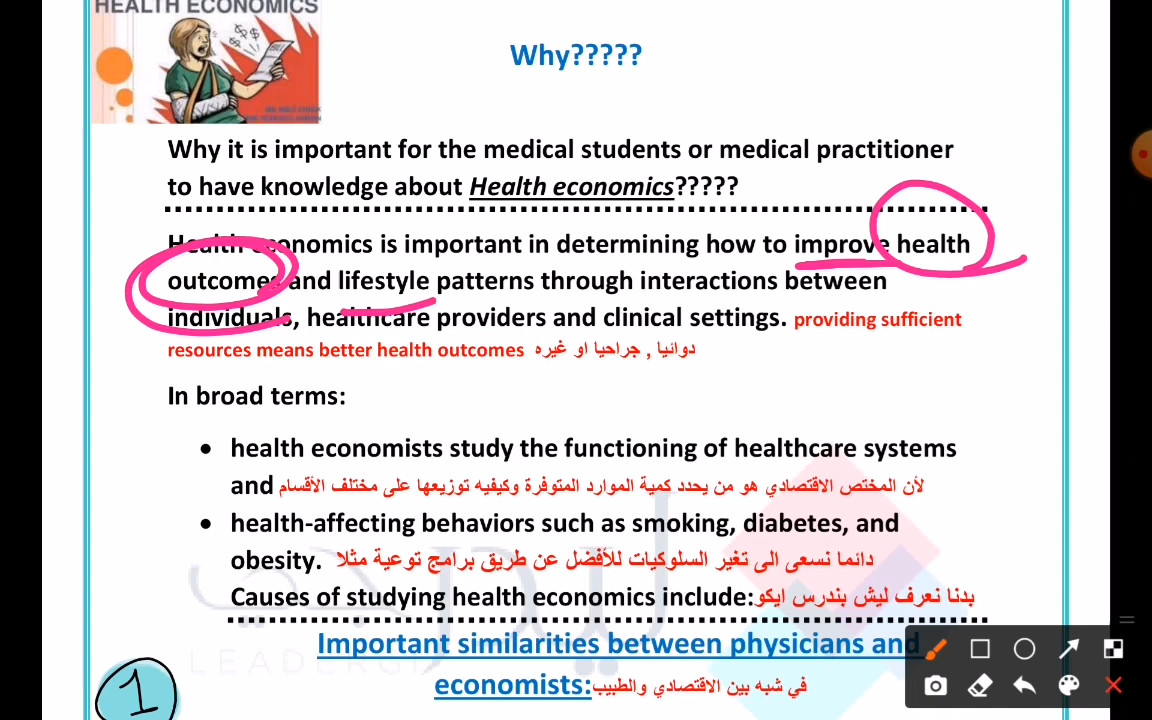 HEALTH ECONOMICS
Why?????
Why it is important for the medical students or medical practitioner
to have knowledge about Health economics?????
Health economics is important in determining how to improve health
outcomes and lifestyle patterns through interactions between
individuals, healthcare providers and clinical settings. providing sufficient
resources means better health outcomes دوائيا , جراحيا او غيره
In broad terms:
• health economists study the functioning of healthcare systems
and لأن المختص الاقتصادي هو من يحدد كمية الموارد المتوفرة وكيفيه توزيعها على مختلف الأقسام
• health-affecting behaviors such as smoking, diabetes, and
obesity. دائما نسعى الى تغير السلوكيات للأفضل عن طريق برامج توعية مثلا
Causes of studying health economics include: بدنا نعرف ليش بندرس ايكو
Important similarities between physicians and
economists: في شبه بين الاقتصادي والطبيب
1